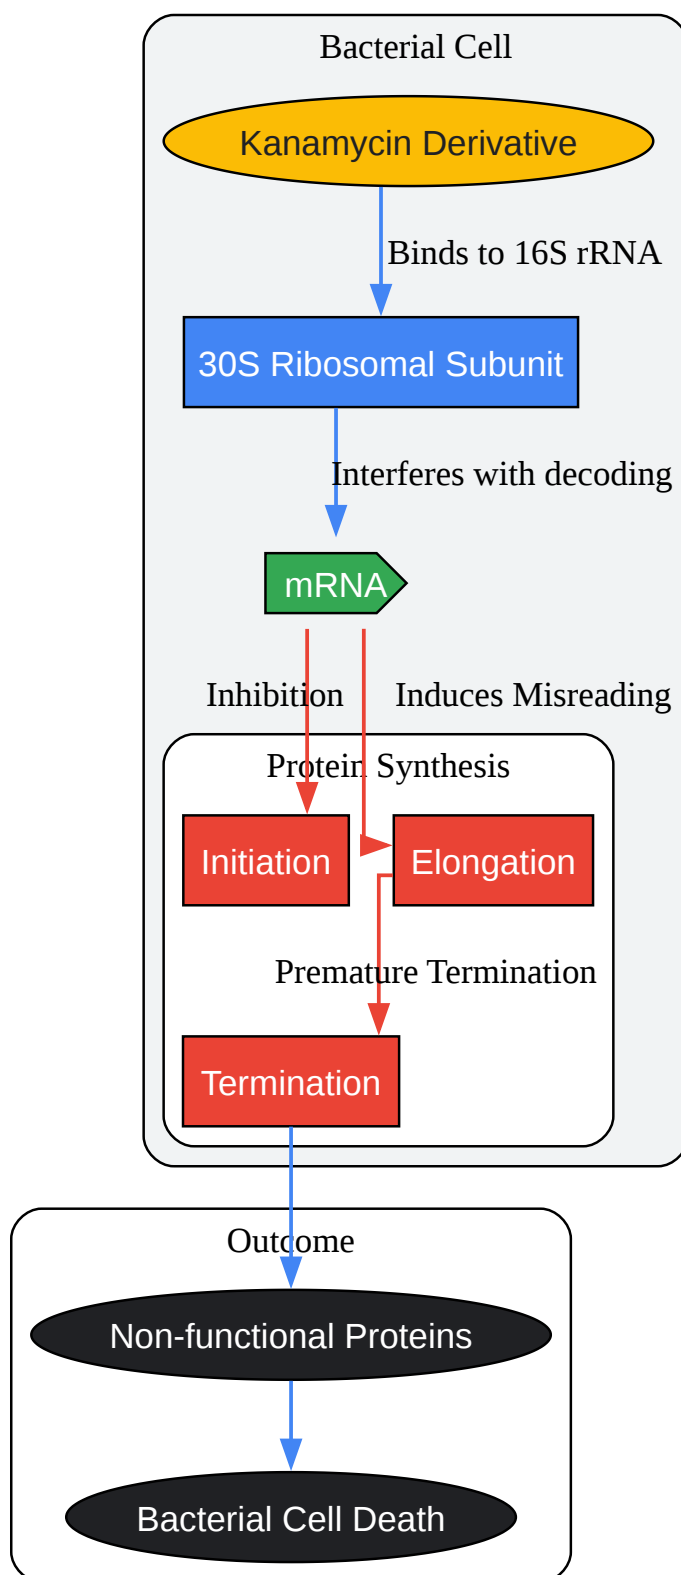 Bacterial Cell
Kanamycin Derivative
Binds to 16S rRNA
30S Ribosomal Subunit
Interferes with decoding
mRNA
Inhibition
Induces Misreading
Protein Synthesis
Initiation
Elongation
Premature Termination
Termination
Outcome
Non-functional Proteins
Bacterial Cell Death